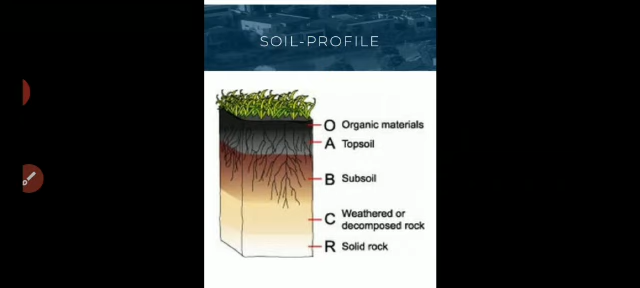 SOIL-PROFILE
O Organic materials
A Topsoil
B Subsoil
C Weathered or
decomposed rock
R Solid rock